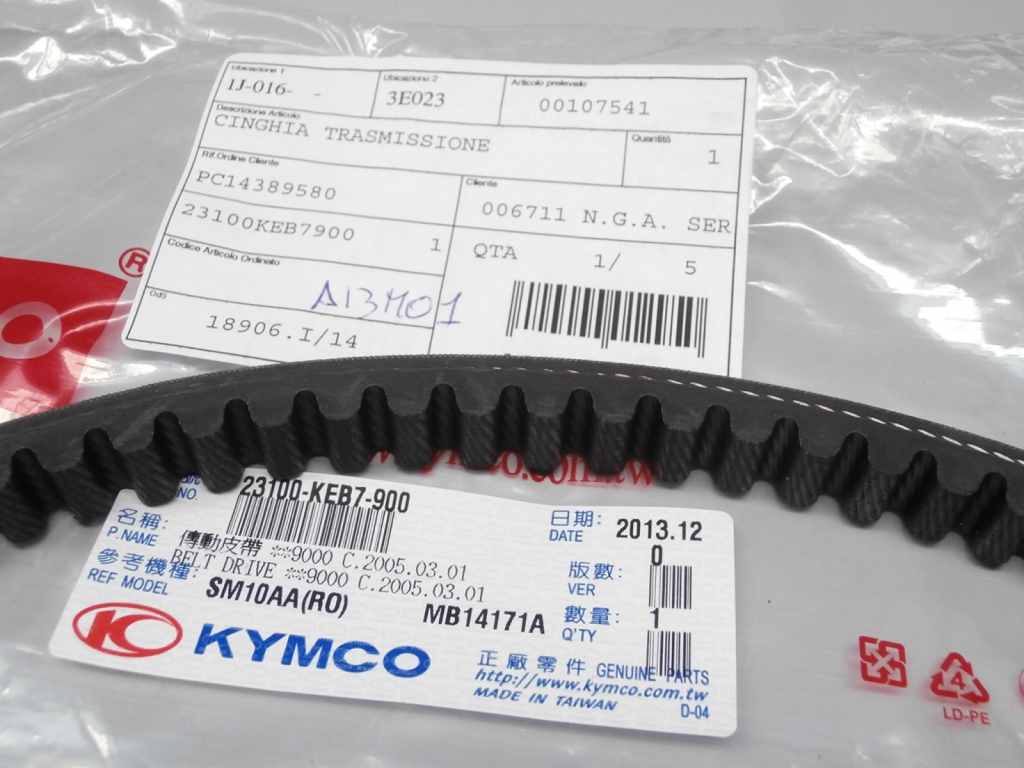 Ubicazione 1
1J-016- -
Ubicazione 2
3E023
Articolo prelevato
00107541
Descrizione Articolo
CINGHIA TRASMISSIONE
Quantità
1
Rif.Ordine Cliente
PC14389580
Cliente
006711 N.G.A. SER
23100KEB7900 1
QTA 1/ 5
Codice Articolo Ordinato
A13M01
OdS
18906.I/14
®
NO.
23100-KEB7-900
名稱:
P.NAME
傳動皮帶 **9000 C.2005.03.01
BELT DRIVE **9000 C.2005.03.01
參考機種:
REF MODEL
SM10AA(RO)
MB14171A
日期:
DATE
2013.12
版數:
VER
0
數量:
Q'TY
1
KYMCO
正廠零件 GENUINE PARTS
http://www.kymco.com.tw
MADE IN TAIWAN
D-04
4
LD-PE